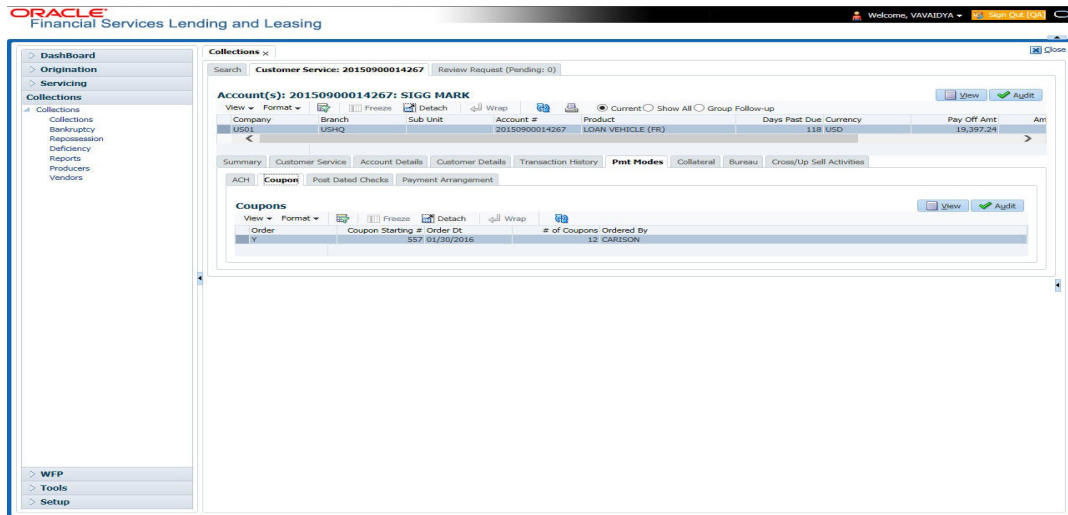 ORACLE
Financial Services Lending and Leasing
Welcome, VAVAIDYA
Sign Out [QA]
Close
DashBoard
Origination
Servicing
Collections
Collections
Collections
Bankruptcy
Repossession
Deficiency
Reports
Producers
Vendors
WFP
Tools
Setup
Collections
Search Customer Service: 20150900014267 Review Request (Pending: 0)
Account(s): 20150900014267: SIGG MARK
View Audit
View Format Freeze Detach Wrap Current Show All Group Follow-up
Company Branch Sub Unit Account # Product Days Past Due Currency Pay Off Amt Am
US01 USHQ 20150900014267 LOAN VEHICLE (FR) 118 USD 19,397.24
Summary Customer Service Account Details Customer Details Transaction History Pmt Modes Collateral Bureau Cross/Up Sell Activities
ACH Coupon Post Dated Checks Payment Arrangement
Coupons
View Audit
View Format Freeze Detach Wrap
Order Coupon Starting # Order Dt # of Coupons Ordered By
Y 557 01/30/2016 12 CARISON